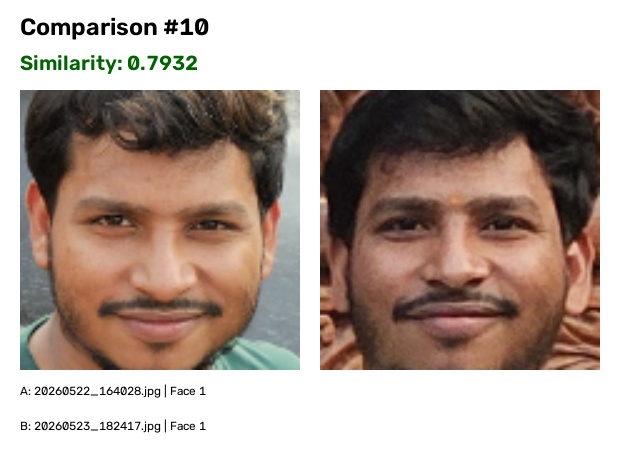 Comparison #10
Similarity: 0.7932
A: 20260522_164028.jpg | Face 1
B: 20260523_182417.jpg | Face 1